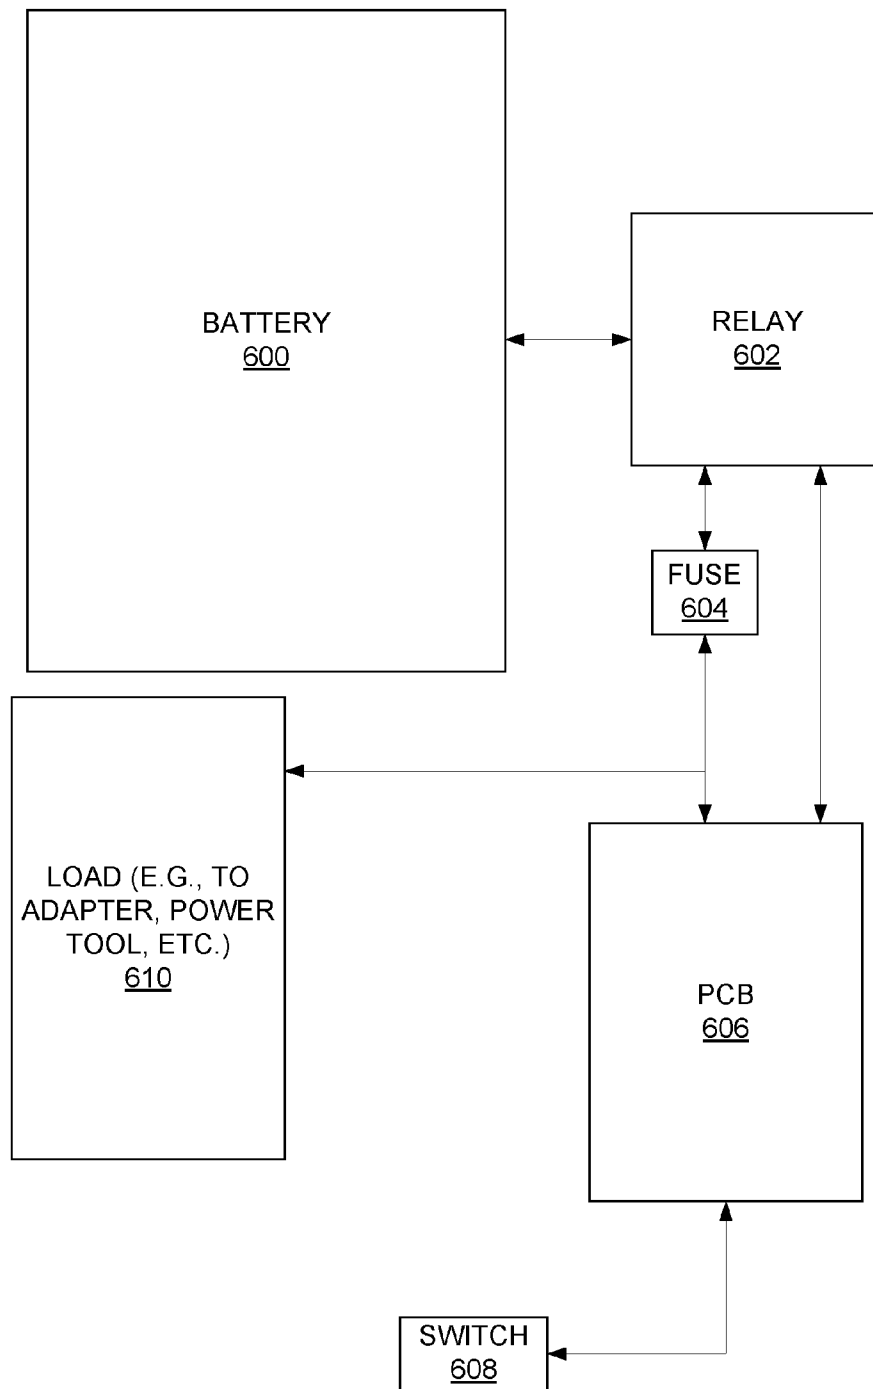 BATTERY
600
RELAY
602
FUSE
604
LOAD (E.G., TO
ADAPTER, POWER
TOOL, ETC.)
610
PCB
606
SWITCH
608